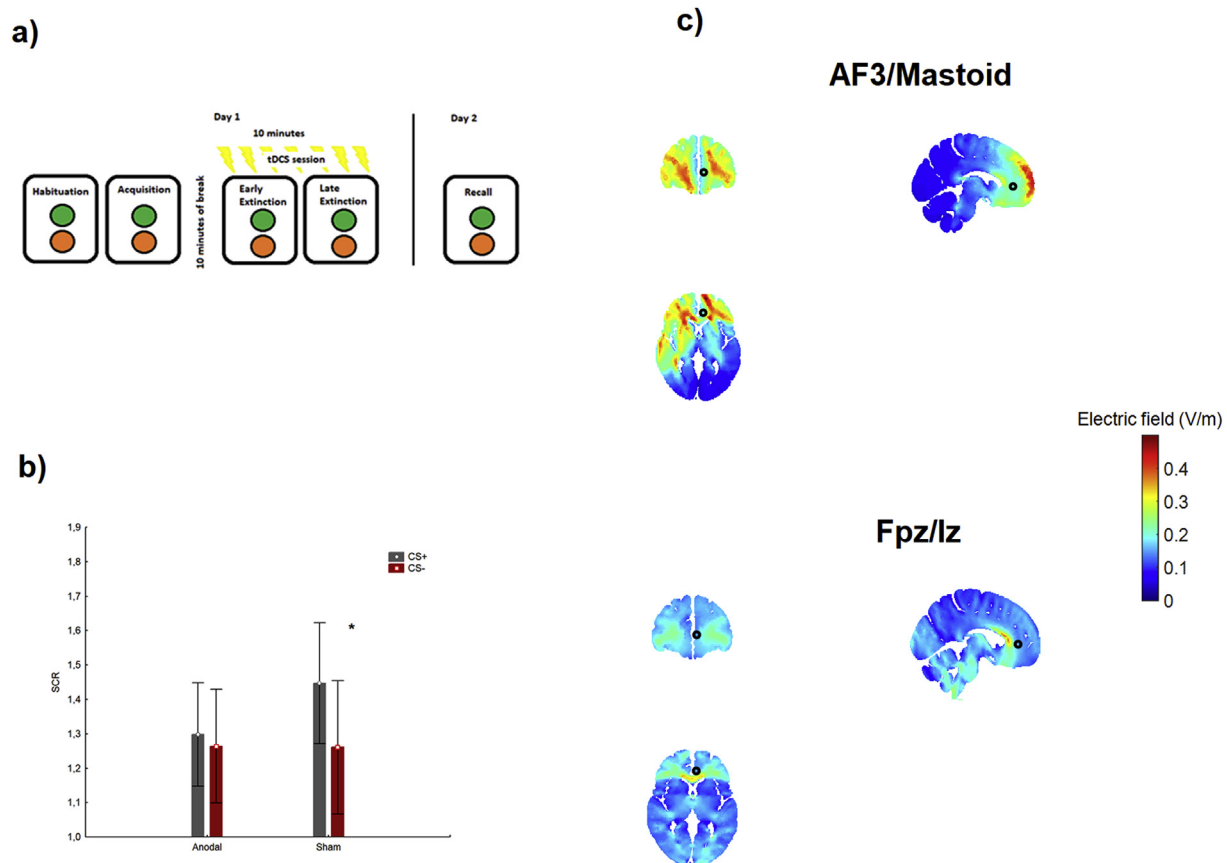 a)
Day 1
Day 2
10 minutes
tDCS session
Habituation
Acquisition
10 minutes of break
Early
Extinction
Late
Extinction
Recall
b)
1,9
1,8
1,7
1,6
1,5
1,4
1,3
1,2
1,1
1,0
SCR
CS+
CS-
*
Anodal
Sham
c)
AF3/Mastoid
Electric field (V/m)
0.4
0.3
0.2
0.1
0
Fpz/Iz